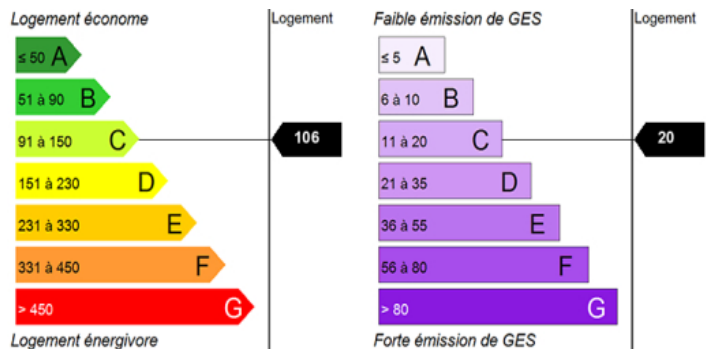 Logement économe
Logement
≤ 50 A
51 à 90 B
91 à 150 C
106
151 à 230 D
231 à 330 E
331 à 450 F
> 450 G
Logement énergivore
Faible émission de GES
Logement
≤ 5 A
6 à 10 B
11 à 20 C
20
21 à 35 D
36 à 55 E
56 à 80 F
> 80 G
Forte émission de GES